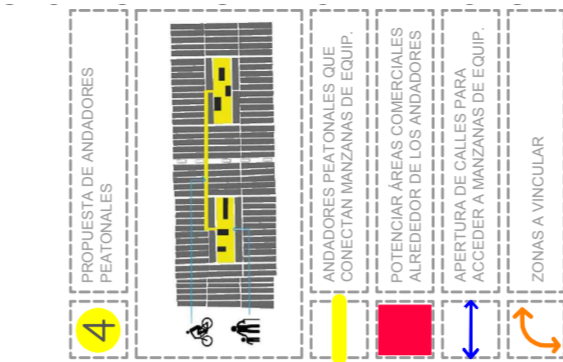 4
PROPUESTA DE ANDADORES
PEATONALES
ANDADORES PEATONALES QUE
CONECTAN MANZANAS DE EQUIP.
POTENCIAR ÁREAS COMERCIALES
ALREDEDOR DE LOS ANDADORES
APERTURA DE CALLES PARA
ACCEDER A MANZANAS DE EQUIP.
ZONAS A VINCULAR